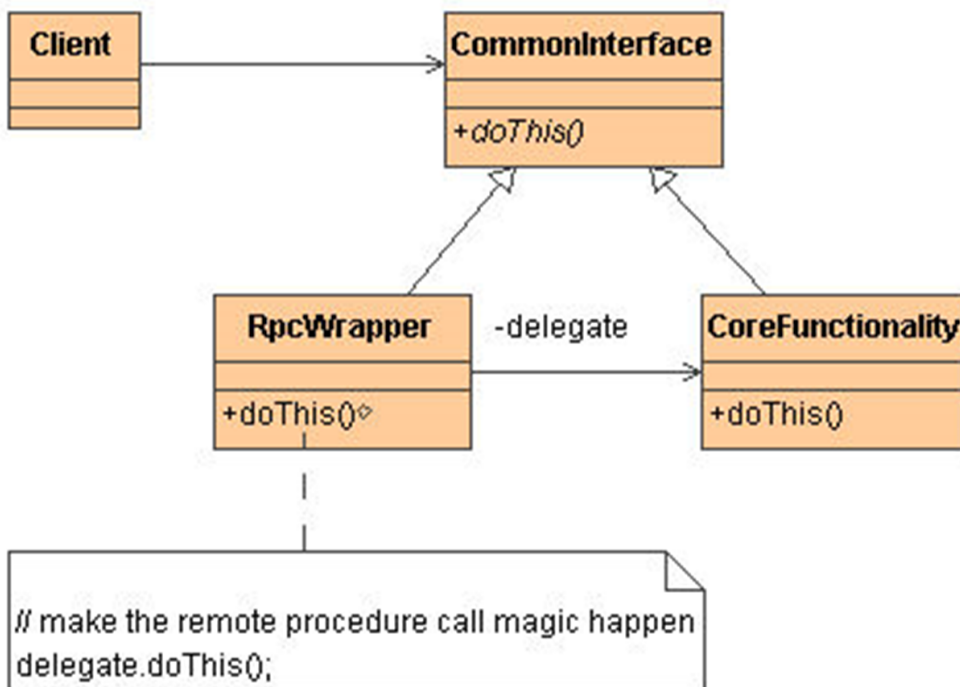 Client
CommonInterface
+doThis()
RpcWrapper
-delegate
CoreFunctionality
+doThis()
+doThis()
// make the remote procedure call magic happen
delegate.doThis();